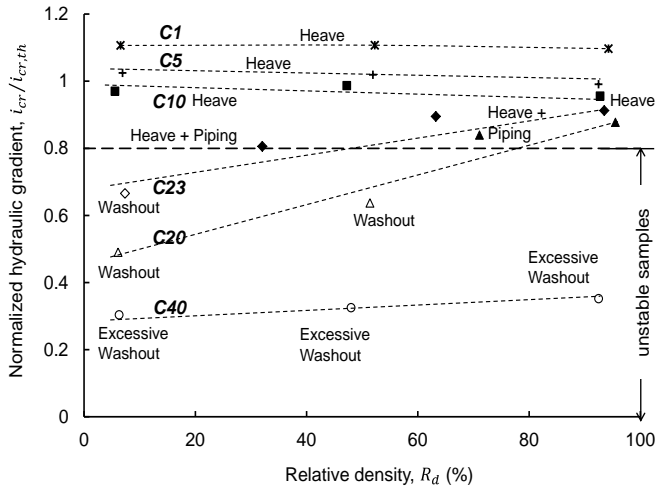 Normalized hydraulic gradient, i_cr/i_cr,th
1.2
1
0.8
0.6
0.4
0.2
0
C1
Heave
C5
Heave
C10
Heave
Heave
Heave + Piping
Heave +
Piping
C23
Washout
C20
Washout
Washout
C40
Excessive
Washout
Excessive
Washout
Excessive
Washout
unstable samples
0
20
40
60
80
100
Relative density, R_d (%)